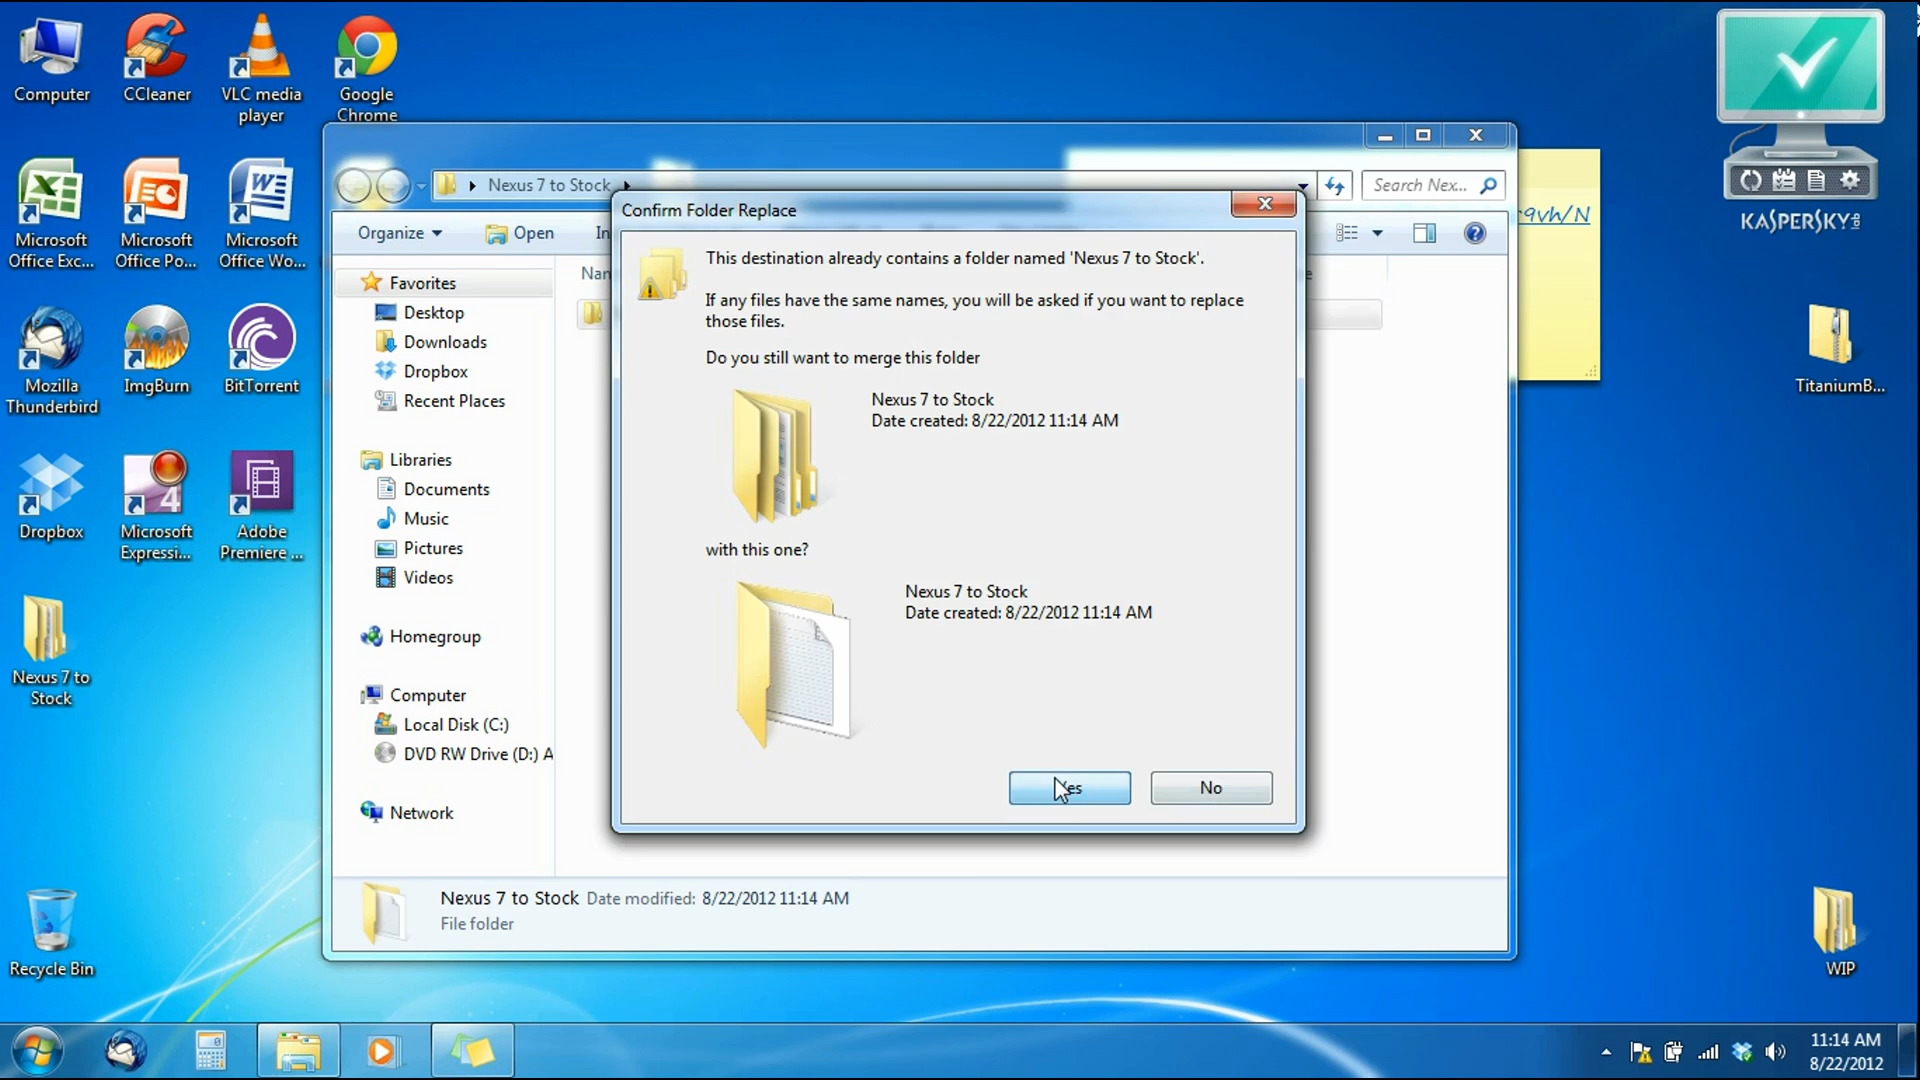 Computer
CCleaner
VLC media
player
Google
Chrome
Microsoft
Office Exc...
Microsoft
Office Po...
Microsoft
Office Wo...
Mozilla
Thunderbird
ImgBurn
BitTorrent
Dropbox
Microsoft
Expressi...
Adobe
Premiere ...
Nexus 7 to
Stock
Recycle Bin
Nexus 7 to Stock
Search Nex...
Organize
Open
Favorites
Desktop
Downloads
Dropbox
Recent Places
Libraries
Documents
Music
Pictures
Videos
Homegroup
Computer
Local Disk (C:)
DVD RW Drive (D:) A
Network
Confirm Folder Replace
This destination already contains a folder named 'Nexus 7 to Stock'.
If any files have the same names, you will be asked if you want to replace
those files.
Do you still want to merge this folder
Nexus 7 to Stock
Date created: 8/22/2012 11:14 AM
with this one?
Nexus 7 to Stock
Date created: 8/22/2012 11:14 AM
Yes
No
Nexus 7 to Stock Date modified: 8/22/2012 11:14 AM
File folder
KASPERSKY lab
TitaniumB...
WIP
11:14 AM
8/22/2012